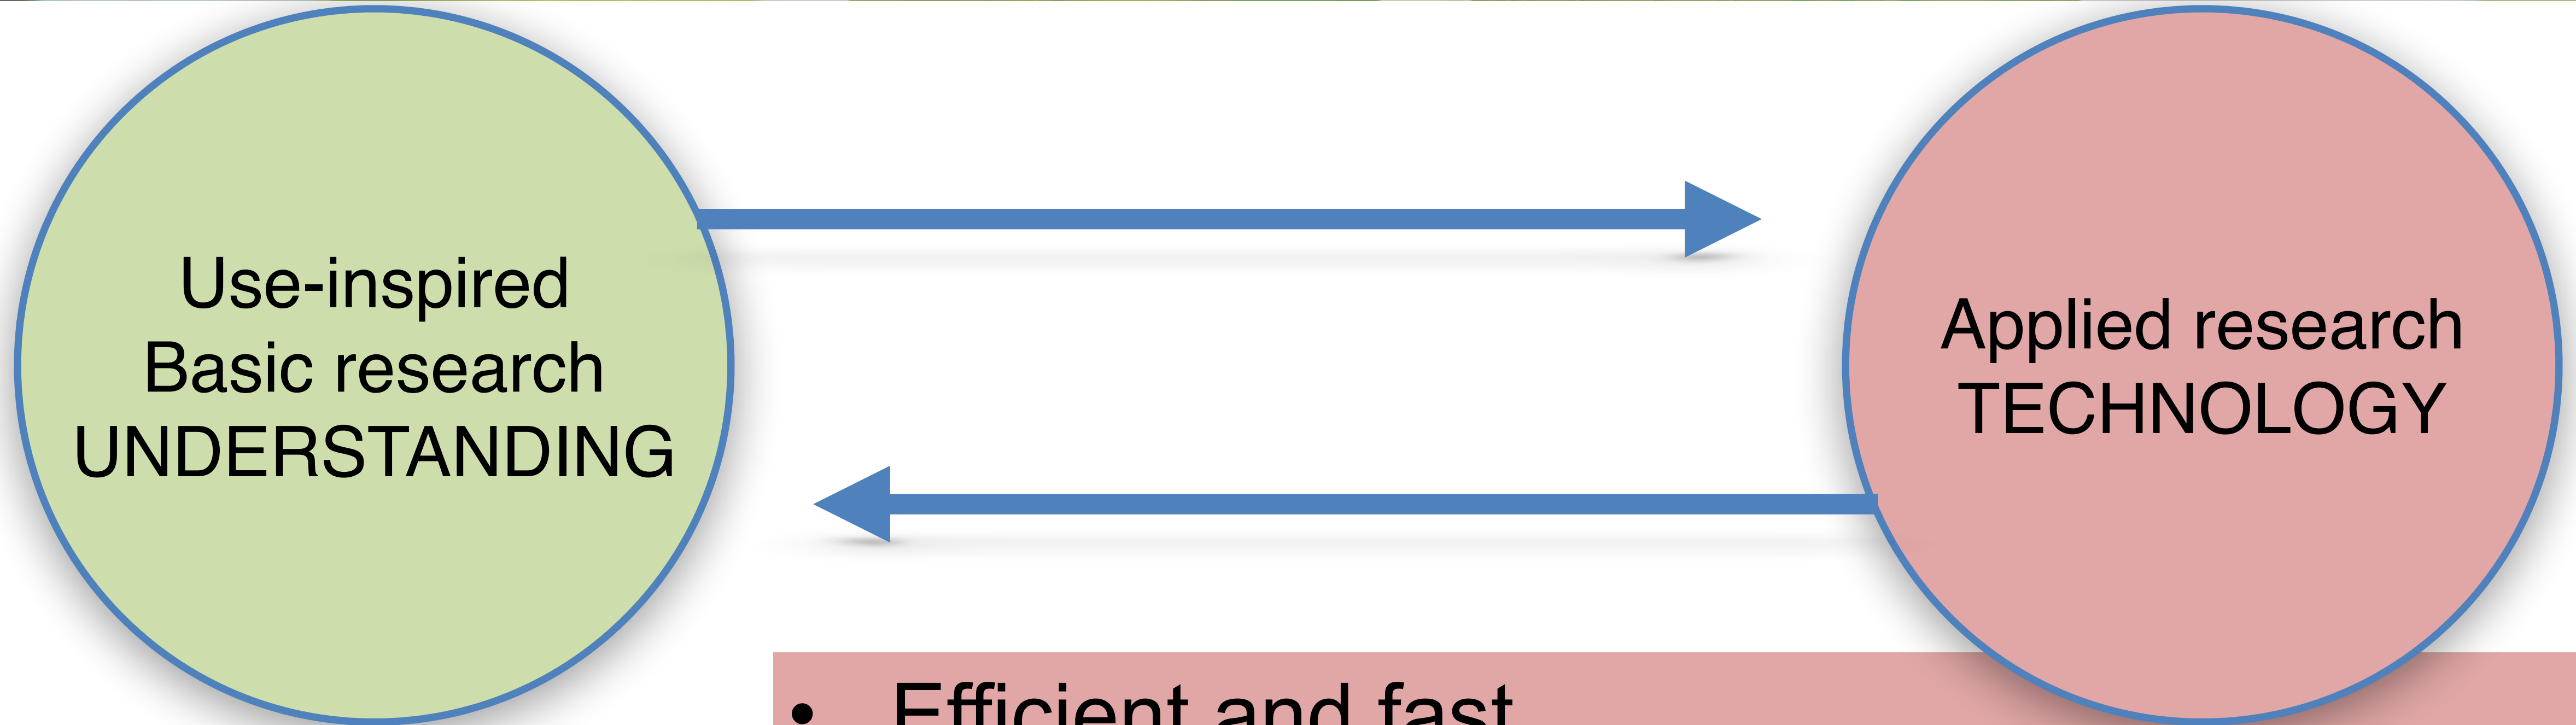 Use-inspired
Basic research
UNDERSTANDING
Applied research
TECHNOLOGY
• Efficient and fast